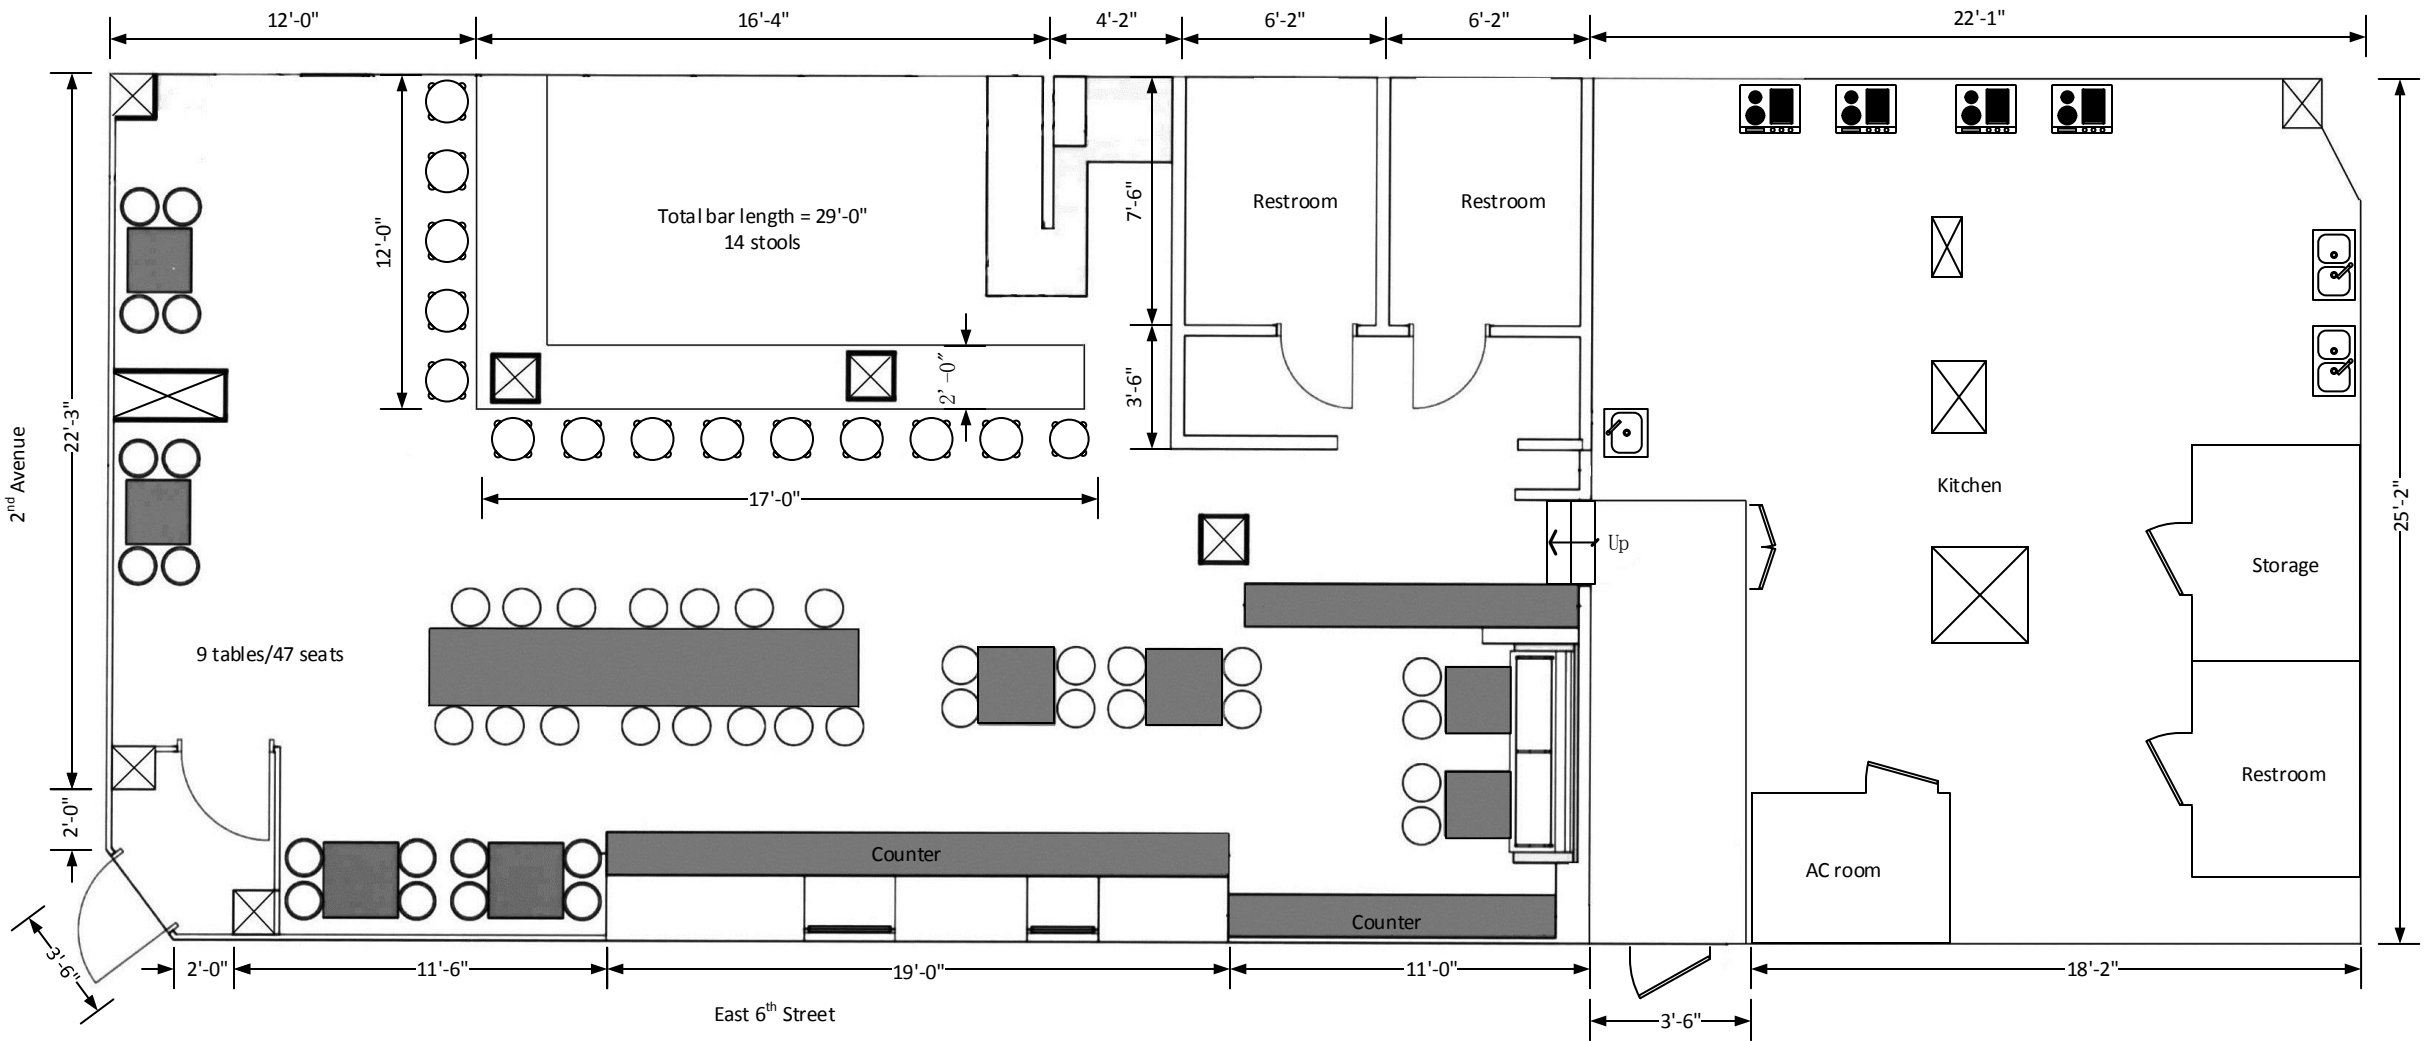 12'-0"
16'-4"
4'-2"
6'-2"
6'-2"
22'-1"
Restroom
Restroom
7'-6"
Total bar length = 29'-0"
14 stools
12'-0"
2'-0"
3'-6"
22'-3"
2nd Avenue
17'-0"
Kitchen
25'-2"
Up
Storage
9 tables/47 seats
Restroom
2'-0"
Counter
AC room
Counter
3'-6"
2'-0"
11'-6"
19'-0"
11'-0"
18'-2"
East 6th Street
3'-6"